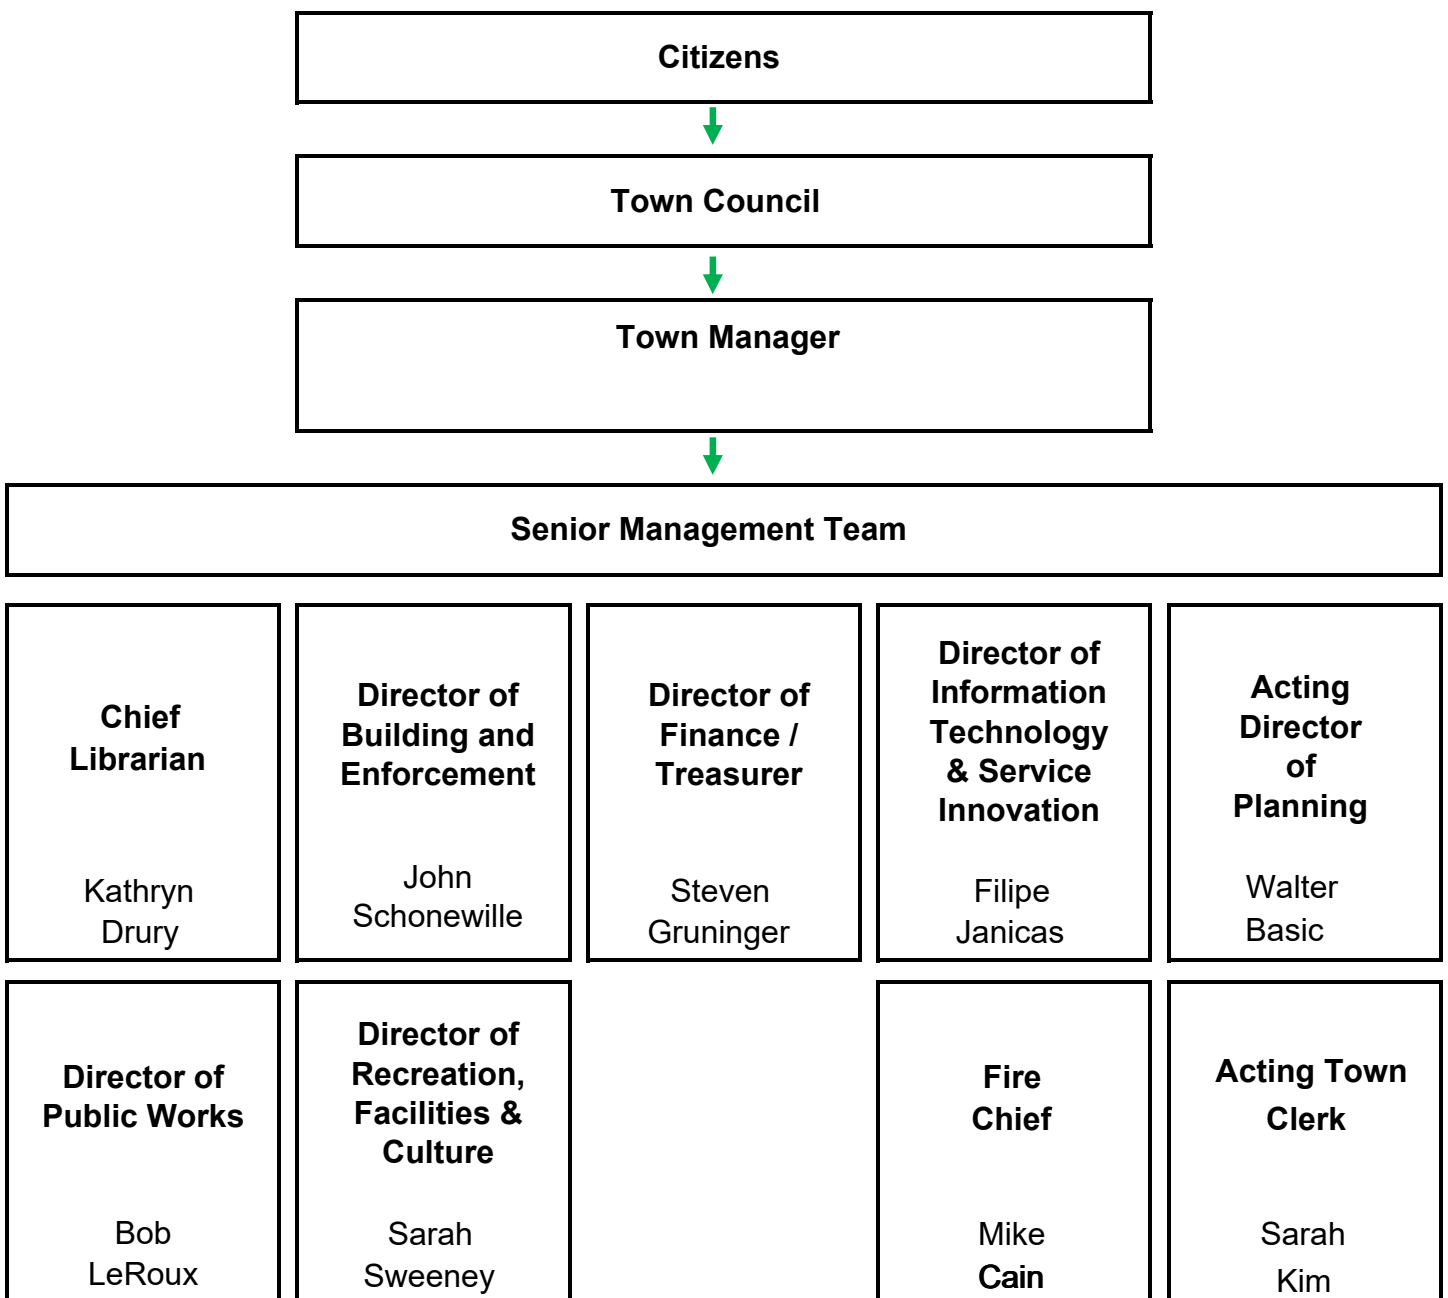 Citizens
Town Council
Town Manager
Senior Management Team
Chief
Librarian
Kathryn
Drury
Director of
Building and
Enforcement
John
Schonewille
Director of
Finance /
Treasurer
Steven
Gruninger
Director of
Information
Technology
& Service
Innovation
Filipe
Janicas
Acting
Director
of
Planning
Walter
Basic
Director of
Public Works
Bob
LeRoux
Director of
Recreation,
Facilities &
Culture
Sarah
Sweeney
Fire
Chief
Mike
Cain
Acting Town
Clerk
Sarah
Kim